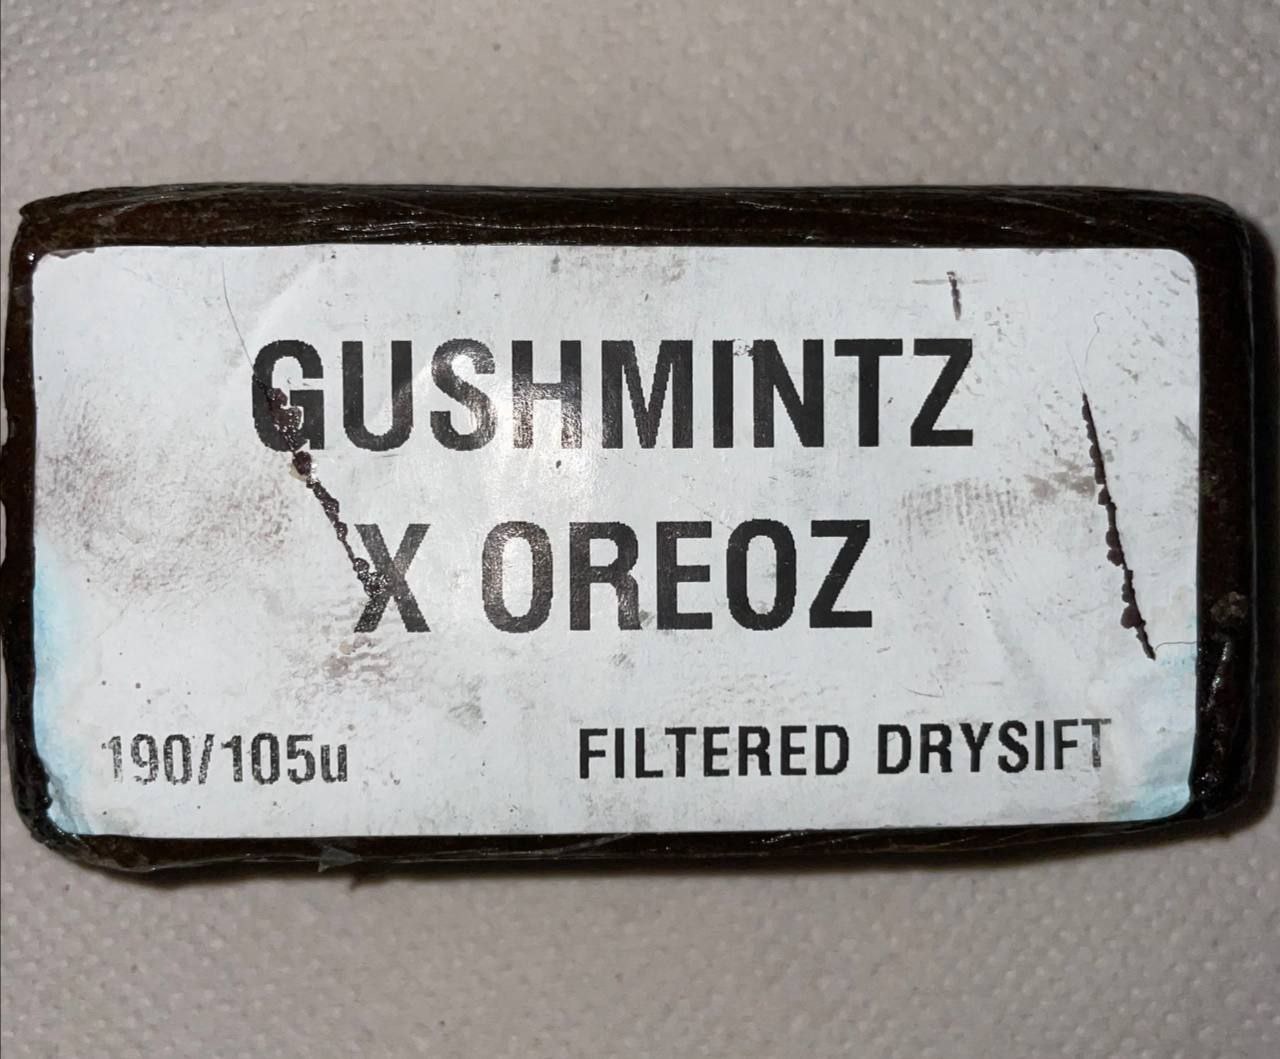 GUSHMINTZ
X OREOZ
190/105u FILTERED DRYSIFT